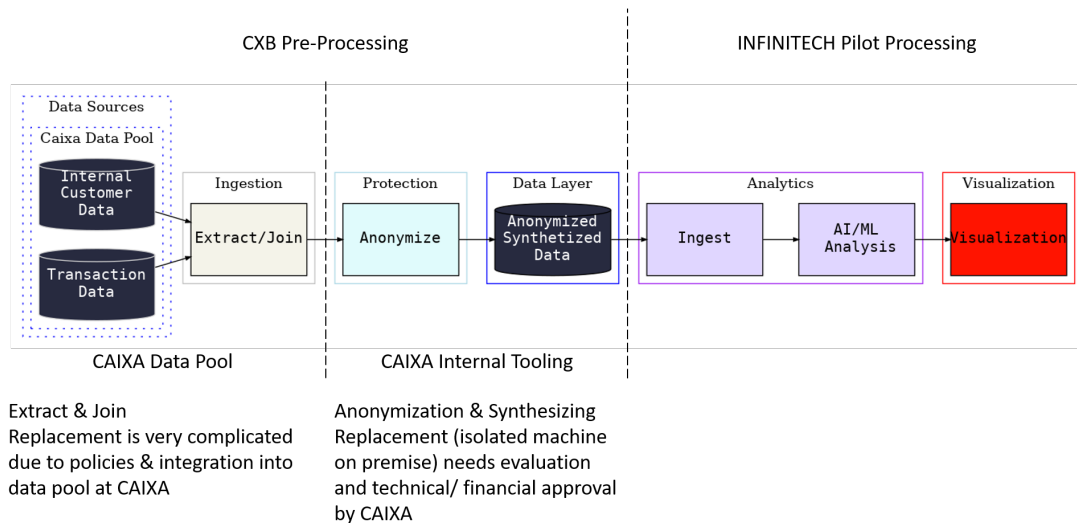 CXB Pre-Processing
INFINITECH Pilot Processing
Data Sources
Caixa Data Pool
Internal
Customer
Data
Transaction
Data
Ingestion
Extract/Join
Protection
Anonymize
Data Layer
Anonymized
Synthetized
Data
Analytics
Ingest
AI/ML
Analysis
Visualization
Visualization
CAIXA Data Pool
CAIXA Internal Tooling
Extract & Join
Replacement is very complicated
due to policies & integration into
data pool at CAIXA
Anonymization & Synthesizing
Replacement (isolated machine
on premise) needs evaluation
and technical/ financial approval
by CAIXA